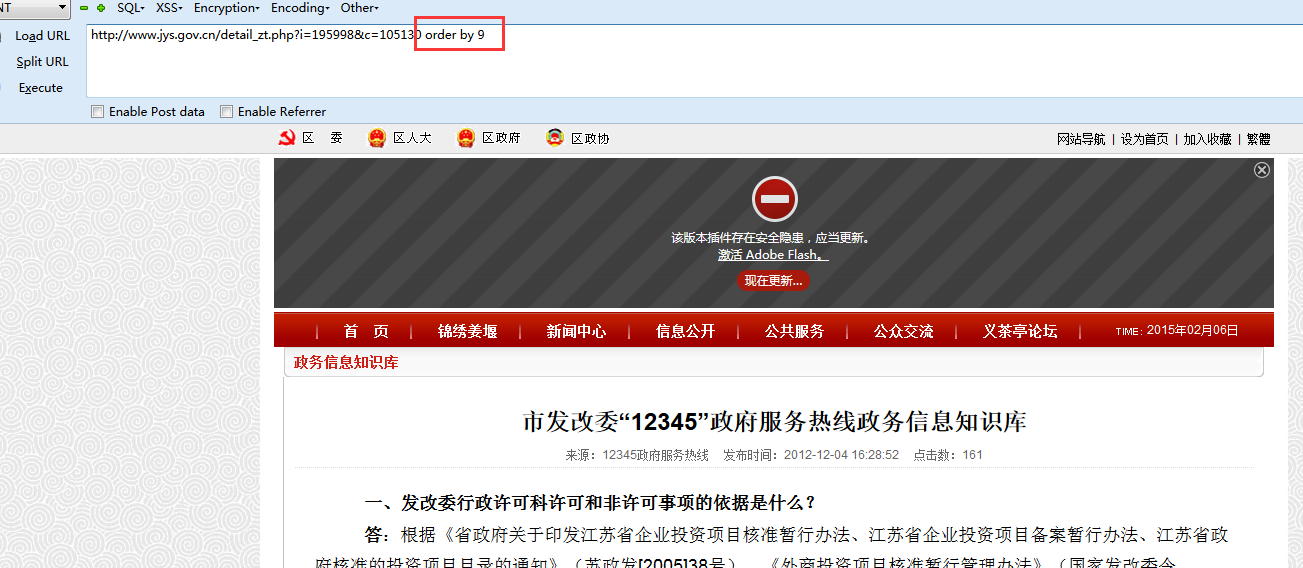 NT SQL▾ XSS▾ Encryption▾ Encoding▾ Other▾
Load URL
http://www.jys.gov.cn/detail_zt.php?i=195998&c=105130 order by 9
Split URL
Execute
Enable Post data Enable Referrer
区 委 区人大 区政府 区政协
网站导航 | 设为首页 | 加入收藏 | 繁體
该版本插件存在安全隐患，应当更新。
激活 Adobe Flash。
现在更新...
首 页 | 锦绣姜堰 | 新闻中心 | 信息公开 | 公共服务 | 公众交流 | 义茶亭论坛 | TIME: 2015年02月06日
政务信息知识库
市发改委“12345”政府服务热线政务信息知识库
来源：12345政府服务热线 发布时间：2012-12-04 16:28:52 点击数：161
一、发改委行政许可科许可和非许可事项的依据是什么？
答：根据《省政府关于印发江苏省企业投资项目核准暂行办法、江苏省企业投资项目备案暂行办法、江苏省政
府核准的投资项目目录的通知》（苏政发[2005]38号）、《外商投资项目核准暂行管理办法》（国家发改委令